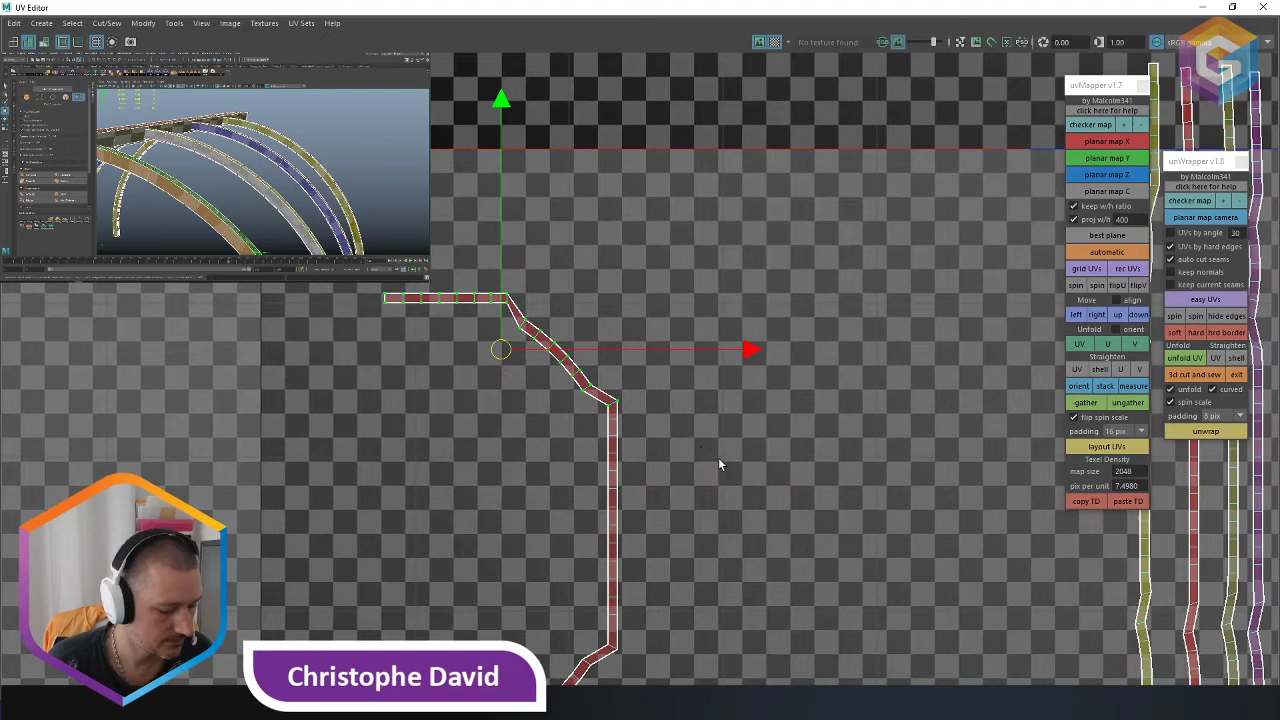 UV Editor
Edit Create Select Cut/Sew Modify Tools View Image Textures UV Sets Help
No texture found
0.00
1.00
sRGB gamma
uvMapper v1.7
by Malcolm341
click here for help
checker map + -
planar map X
planar map Y
planar map Z
planar map C
keep w/h ratio
proj w/h 400
best plane
automatic
grid UVs rec UVs
spin spin flipU flipV
Move align
left right up down
Unfold orient
UV U V
Straighten
UV shell U V
orient stack measure
gather ungather
flip spin scale
padding 16 pix
layout UVs
Texel Density
map size 2048
pix per unit 7.4980
copy TD paste TD
unWrapper v1.8
by Malcolm341
click here for help
checker map + -
planar map camera
UVs by angle 30
UVs by hard edges
auto cut seams
keep normals
keep current seams
easy UVs
spin spin hide edges
soft hard hrd border
Unfold Straighten
unfold UV UV shell
3d cut and sew exit
unfold curved
spin scale
padding 8 pix
unwrap
Christophe David